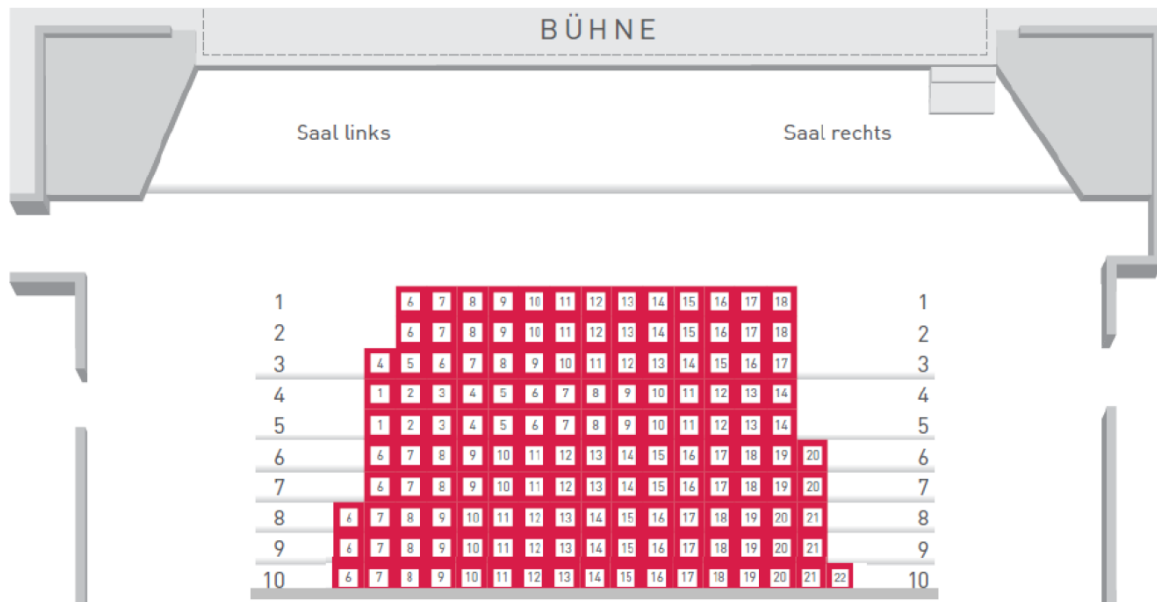 BÜHNE
Saal links Saal rechts
1 6 7 8 9 10 11 12 13 14 15 16 17 18 1
2 6 7 8 9 10 11 12 13 14 15 16 17 18 2
3 4 5 6 7 8 9 10 11 12 13 14 15 16 17 3
4 1 2 3 4 5 6 7 8 9 10 11 12 13 14 4
5 1 2 3 4 5 6 7 8 9 10 11 12 13 14 5
6 6 7 8 9 10 11 12 13 14 15 16 17 18 19 20 6
7 6 7 8 9 10 11 12 13 14 15 16 17 18 19 20 7
8 6 7 8 9 10 11 12 13 14 15 16 17 18 19 20 21 8
9 6 7 8 9 10 11 12 13 14 15 16 17 18 19 20 21 9
10 6 7 8 9 10 11 12 13 14 15 16 17 18 19 20 21 22 10